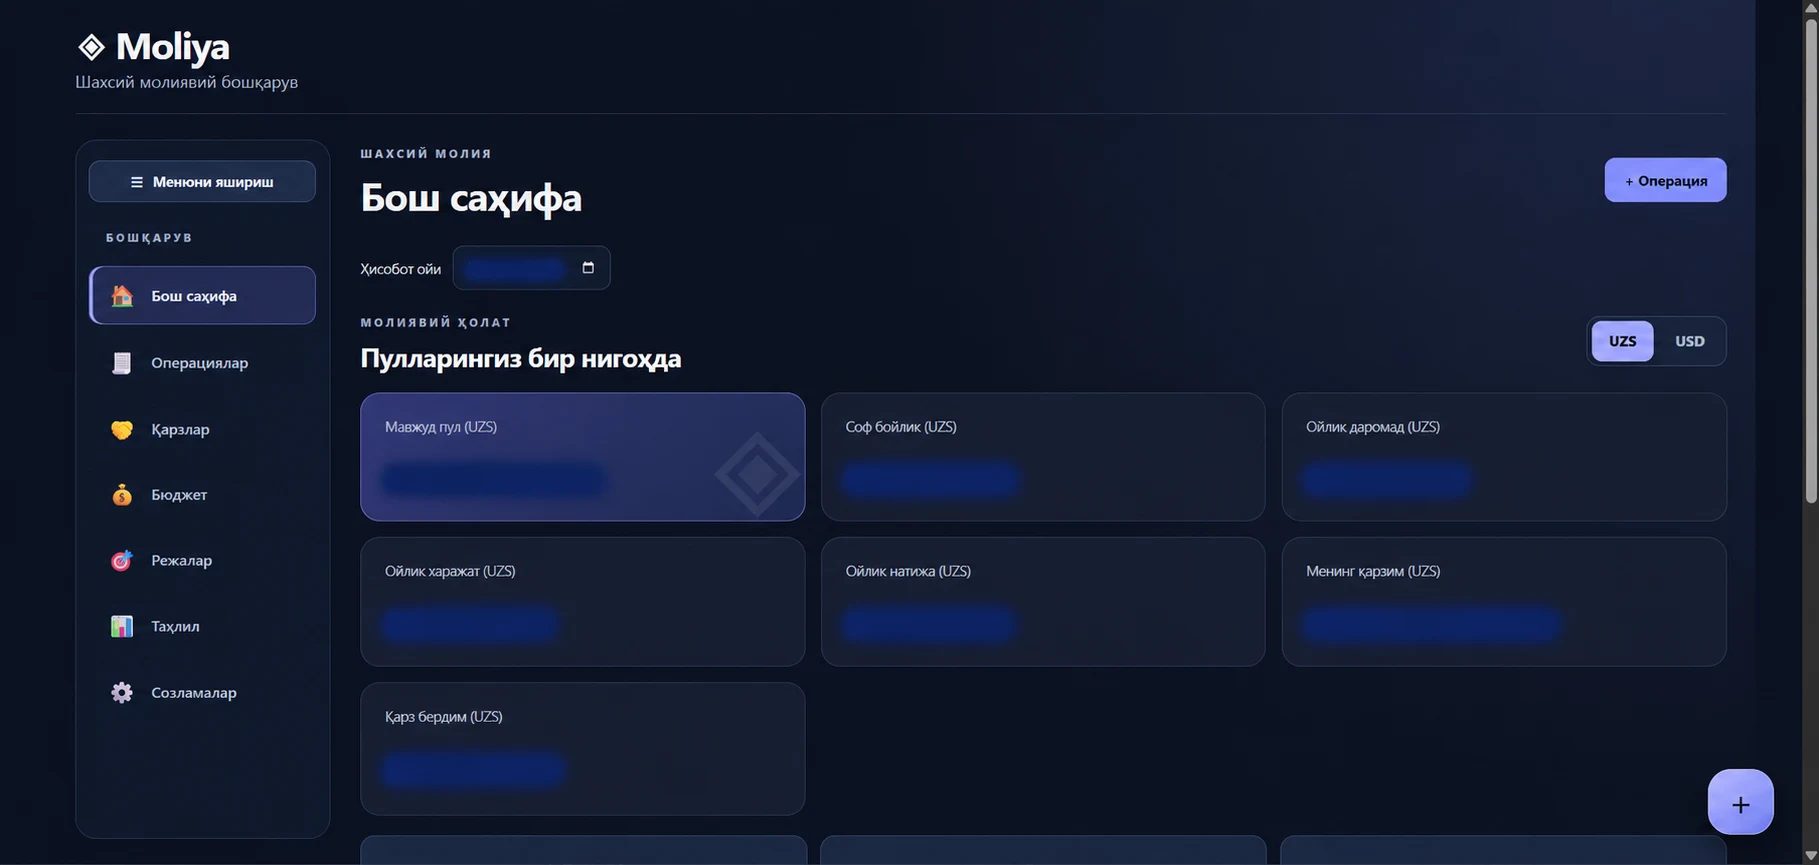 Moliya
Шахсий молиявий бошқарув
☰ Менюни яшириш
БОШҚАРУВ
Бош саҳифа
Операциялар
Қарзлар
Бюджет
Режалар
Таҳлил
Созламалар
ШАХСИЙ МОЛИЯ
Бош саҳифа
+ Операция
Ҳисобот ойи
МОЛИЯВИЙ ҲОЛАТ
Пулларингиз бир нигоҳда
UZS USD
Мавжуд пул (UZS)
Соф бойлик (UZS)
Ойлик даромад (UZS)
Ойлик харажат (UZS)
Ойлик натижа (UZS)
Менинг қарзим (UZS)
Қарз бердим (UZS)
+